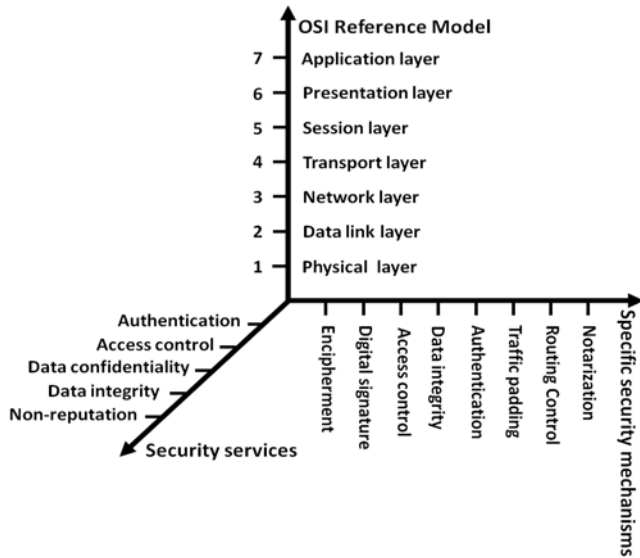 OSI Reference Model
7 Application layer
6 Presentation layer
5 Session layer
4 Transport layer
3 Network layer
2 Data link layer
1 Physical layer
Authentication
Access control
Data confidentiality
Data integrity
Non-reputation
Security services
Encipherment
Digital signature
Access control
Data integrity
Authentication
Traffic padding
Routing Control
Notarization
Specific security mechanisms